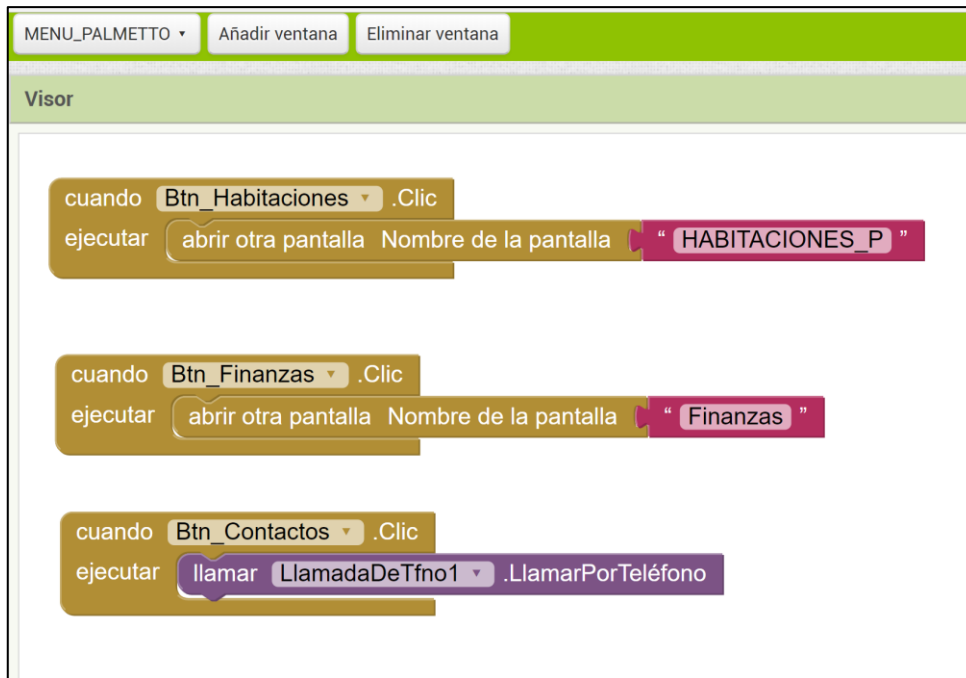 MENU_PALMETTO Añadir ventana Eliminar ventana
Visor
cuando Btn_Habitaciones .Clic
ejecutar abrir otra pantalla Nombre de la pantalla “ HABITACIONES_P ”
cuando Btn_Finanzas .Clic
ejecutar abrir otra pantalla Nombre de la pantalla “ Finanzas ”
cuando Btn_Contactos .Clic
ejecutar llamar LlamadaDeTfno1 .LlamarPorTeléfono